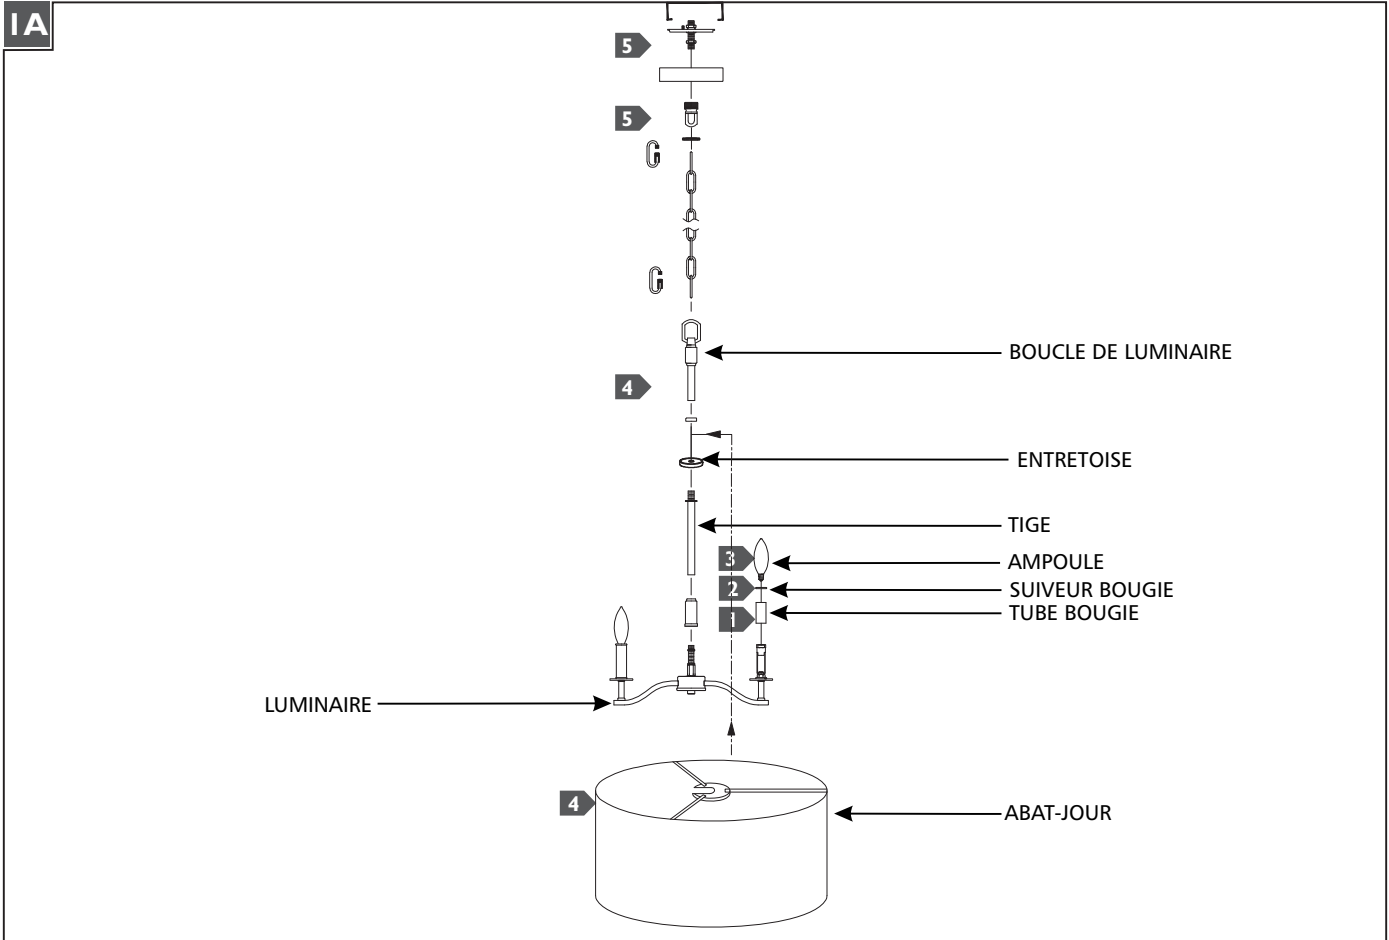 1A
5
5
BOUCLE DE LUMINAIRE
4
ENTRETOISE
TIGE
3
AMPOULE
2
SUIVEUR BOUGIE
1
TUBE BOUGIE
LUMINAIRE
4
ABAT-JOUR